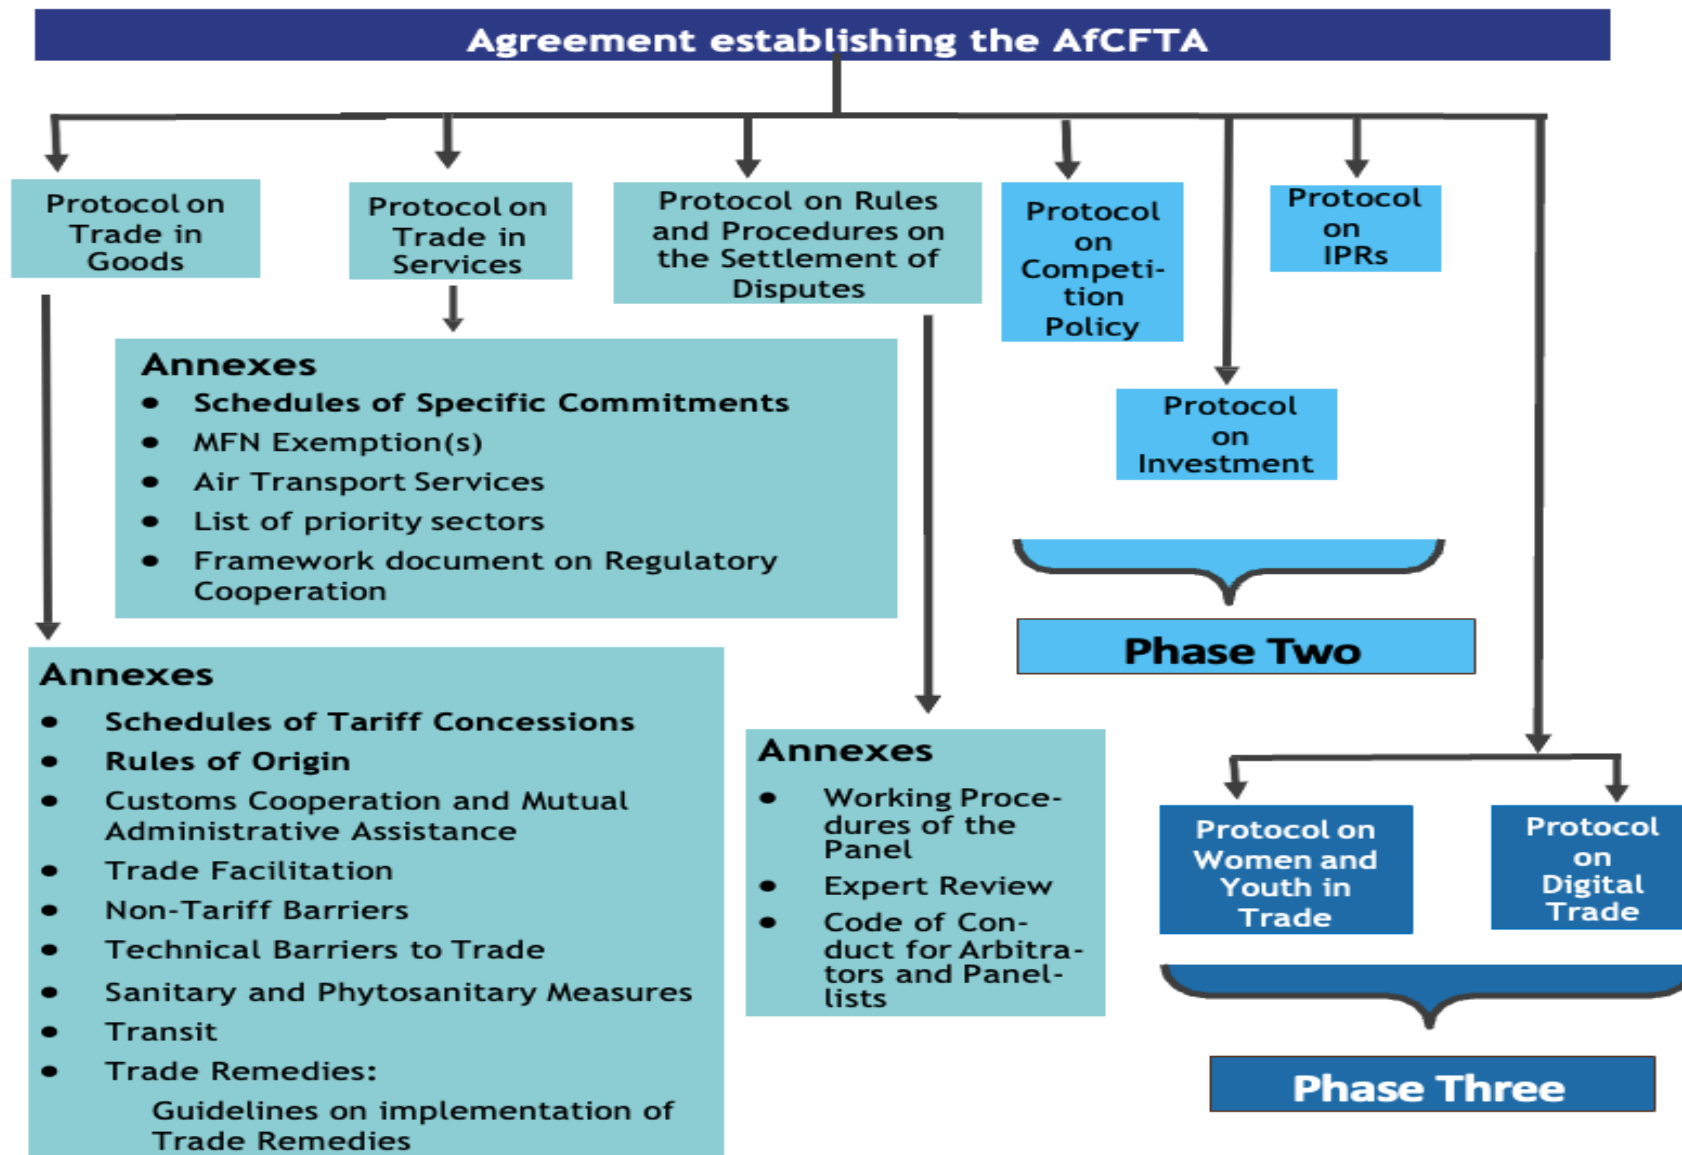 Agreement establishing the AfCFTA
Protocol on
Trade in
Goods
Protocol on
Trade in
Services
Protocol on Rules
and Procedures on
the Settlement of
Disputes
Protocol
on
Competi-
tion
Policy
Protocol
on
IPRs
Protocol
on
Investment
Annexes
• Schedules of Specific Commitments
• MFN Exemption(s)
• Air Transport Services
• List of priority sectors
• Framework document on Regulatory
Cooperation
Phase Two
Annexes
• Schedules of Tariff Concessions
• Rules of Origin
• Customs Cooperation and Mutual
Administrative Assistance
• Trade Facilitation
• Non-Tariff Barriers
• Technical Barriers to Trade
• Sanitary and Phytosanitary Measures
• Transit
• Trade Remedies:
Guidelines on implementation of
Trade Remedies
Annexes
• Working Proce-
dures of the
Panel
• Expert Review
• Code of Con-
duct for Arbitra-
tors and Panel-
lists
Protocol on
Women and
Youth in
Trade
Protocol
on
Digital
Trade
Phase Three